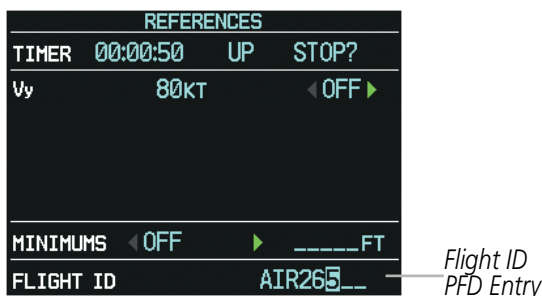 REFERENCES
TIMER 00:00:50 UP STOP?
Vy 80KT OFF
MINIMUMS OFF _____FT
FLIGHT ID AIR265__
Flight ID
PFD Entry